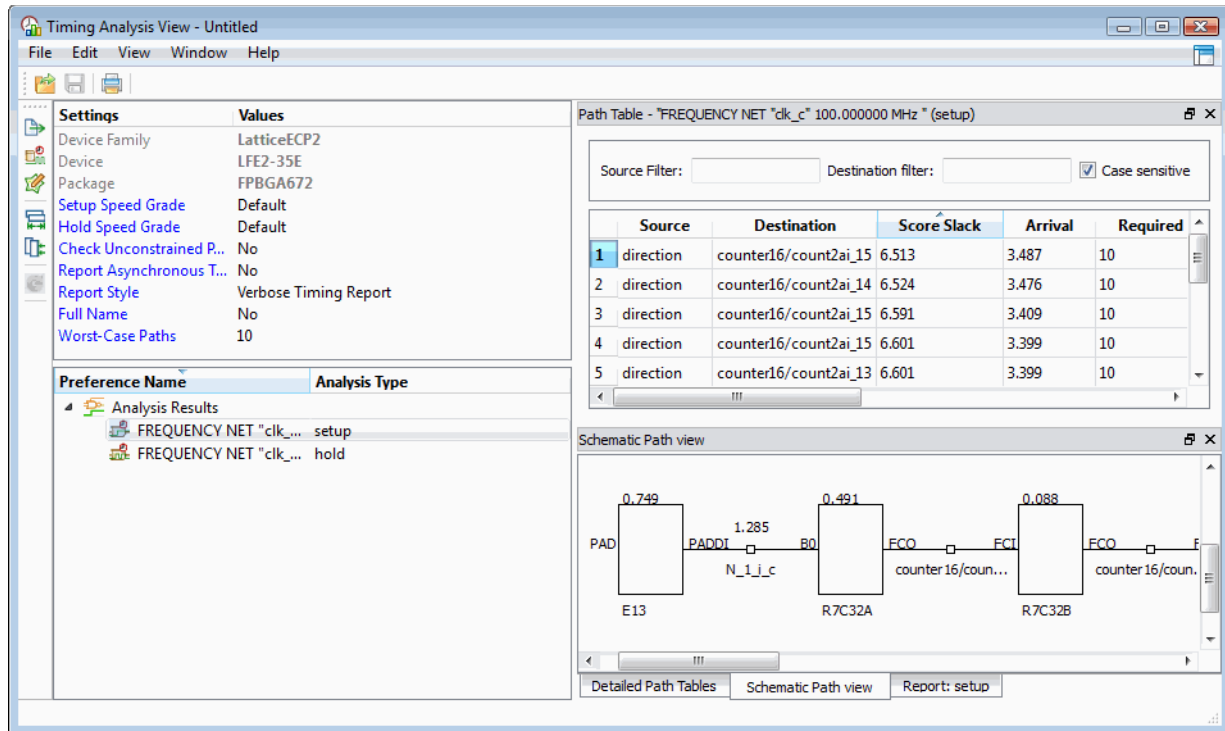 Timing Analysis View - Untitled
File Edit View Window Help
Settings Values
Device Family LatticeECP2
Device LFE2-35E
Package FPBGA672
Setup Speed Grade Default
Hold Speed Grade Default
Check Unconstrained P... No
Report Asynchronous T... No
Report Style Verbose Timing Report
Full Name No
Worst-Case Paths 10
Preference Name Analysis Type
Analysis Results
FREQUENCY NET "clk_... setup
FREQUENCY NET "clk_... hold
Path Table - "FREQUENCY NET "clk_c" 100.000000 MHz " (setup)
Source Filter: Destination filter: Case sensitive
Source Destination Score Slack Arrival Required
1 direction counter16/count2ai_15 6.513 3.487 10
2 direction counter16/count2ai_14 6.524 3.476 10
3 direction counter16/count2ai_15 6.591 3.409 10
4 direction counter16/count2ai_15 6.601 3.399 10
5 direction counter16/count2ai_13 6.601 3.399 10
Schematic Path view
0.749 0.491 0.088
1.285
PAD PADDI B0 FCO FCI FCO F
N_1_i_c counter16/coun... counter16/coun.
E13 R7C32A R7C32B
Detailed Path Tables Schematic Path view Report: setup